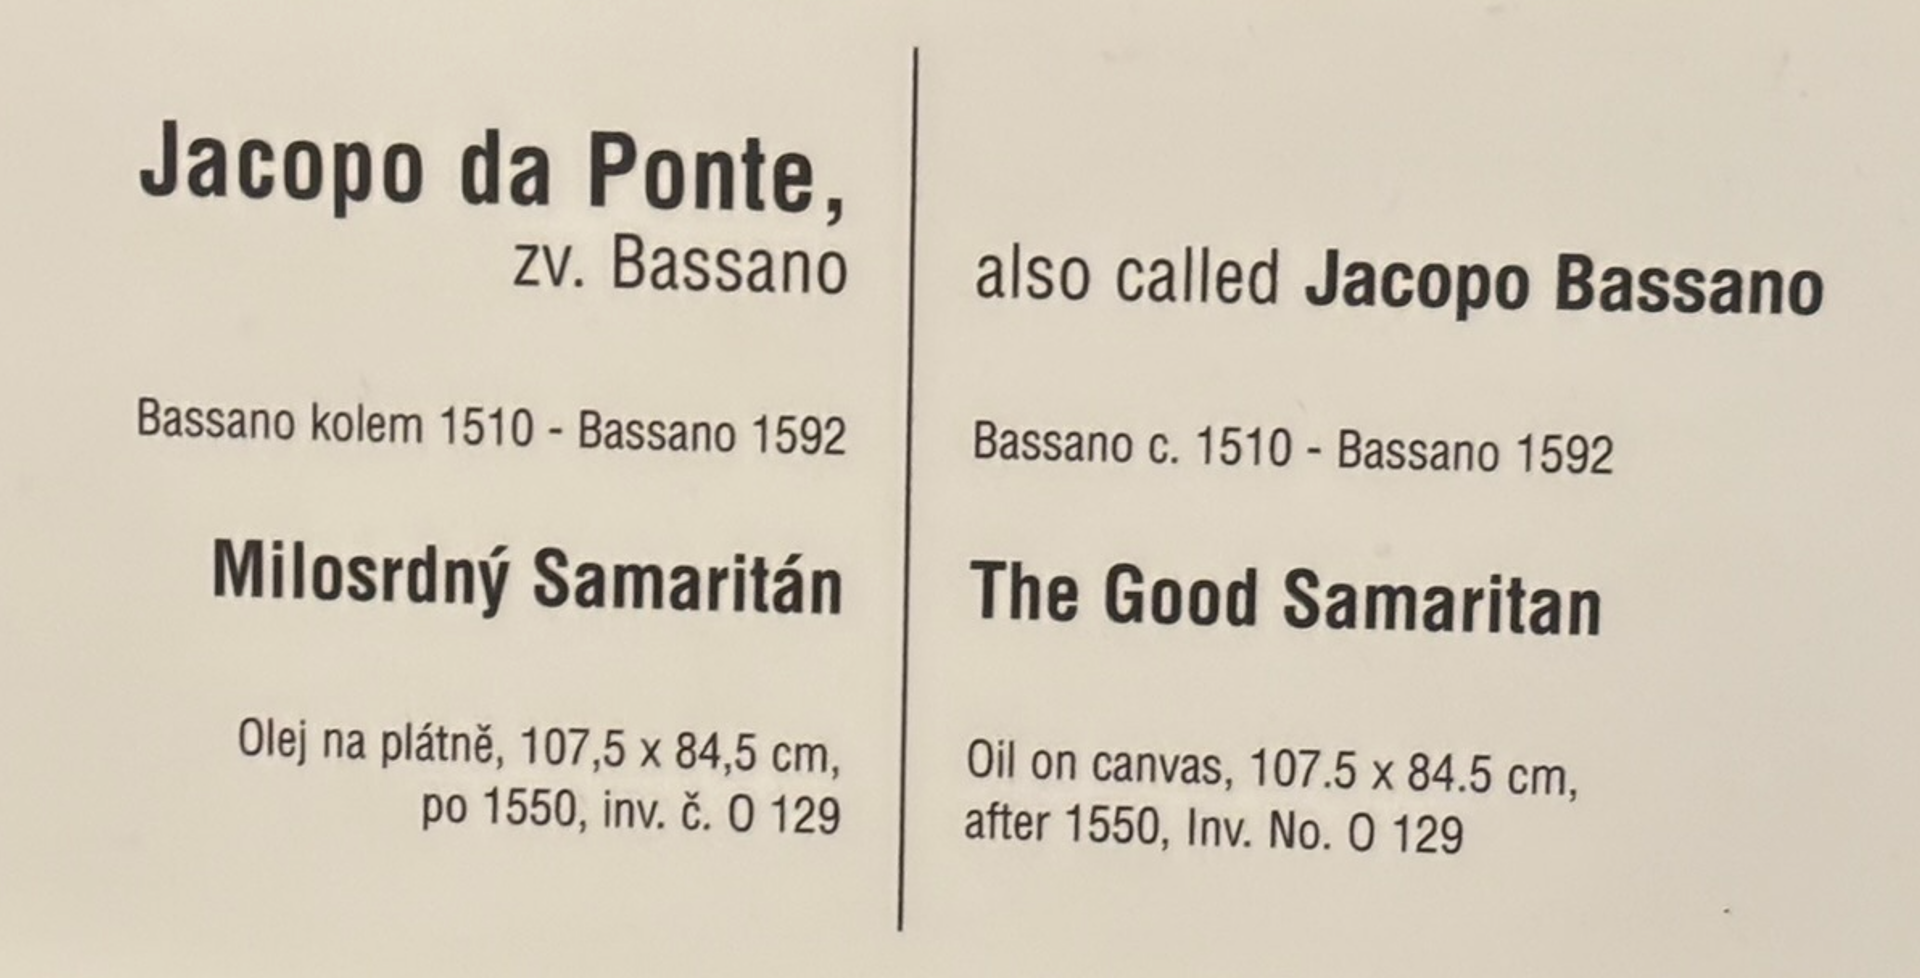 Jacopo da Ponte,
zv. Bassano
Bassano kolem 1510 - Bassano 1592
Milosrdný Samaritán
Olej na plátně, 107,5 x 84,5 cm,
po 1550, inv. č. O 129
also called Jacopo Bassano
Bassano c. 1510 - Bassano 1592
The Good Samaritan
Oil on canvas, 107.5 x 84.5 cm,
after 1550, Inv. No. O 129